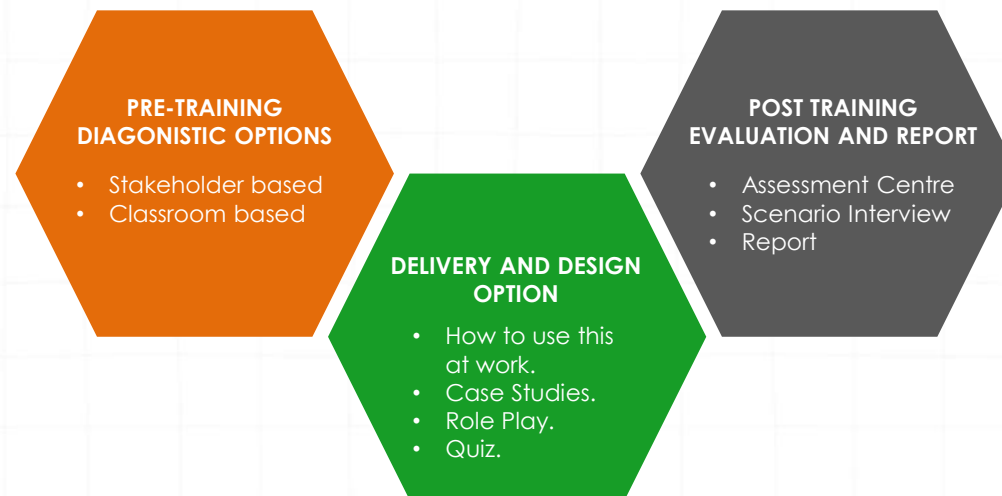 PRE-TRAINING
DIAGONISTIC OPTIONS
• Stakeholder based
• Classroom based
DELIVERY AND DESIGN
OPTION
• How to use this
at work.
• Case Studies.
• Role Play.
• Quiz.
POST TRAINING
EVALUATION AND REPORT
• Assessment Centre
• Scenario Interview
• Report